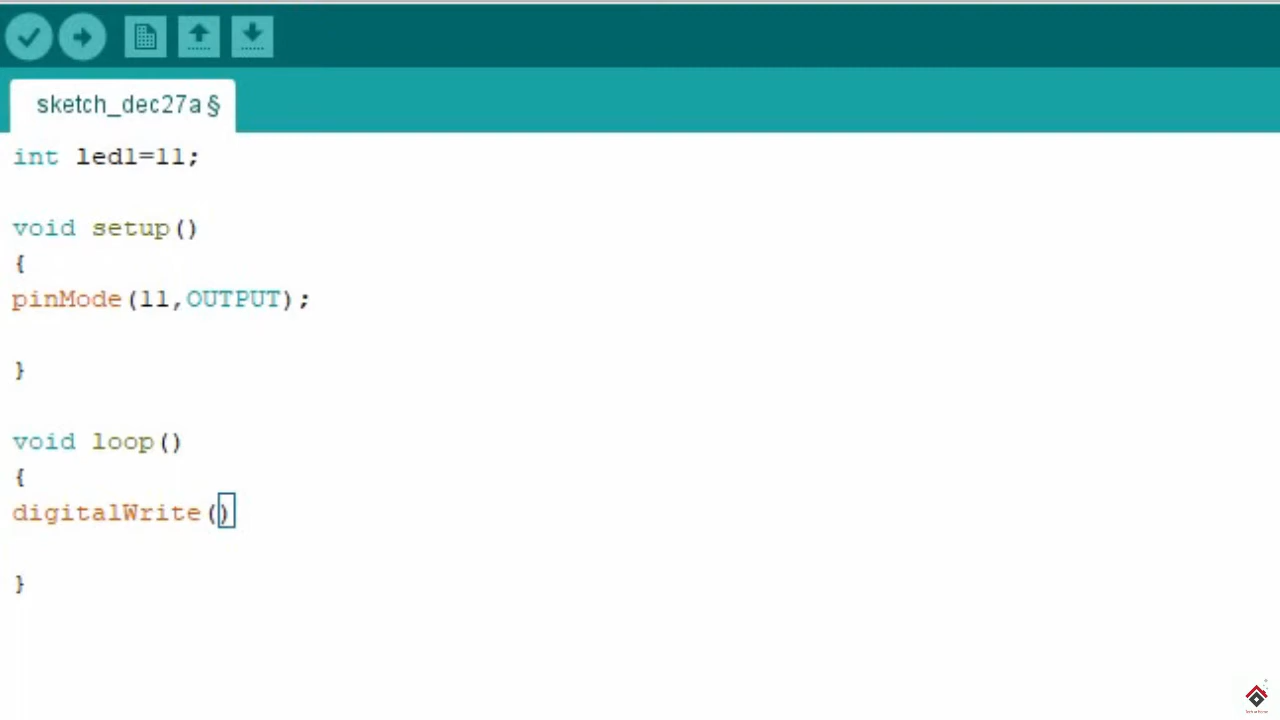 sketch_dec27a §
int led1=11;
void setup()
{
pinMode(11,OUTPUT);
}
void loop()
{
digitalWrite()
}